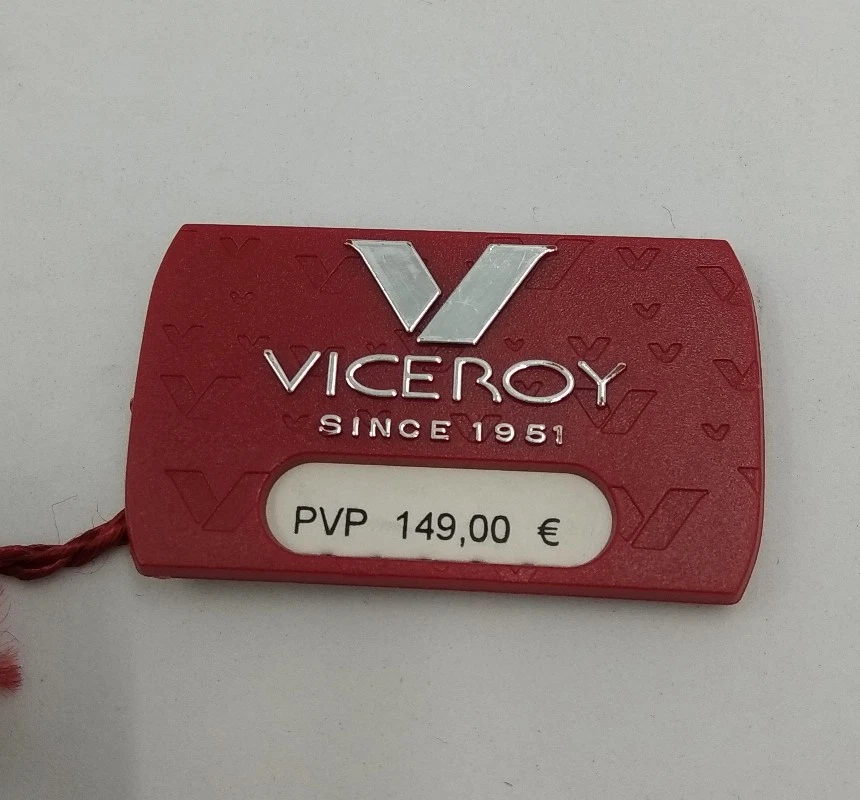 VICEROY
SINCE 1951
PVP 149,00 €